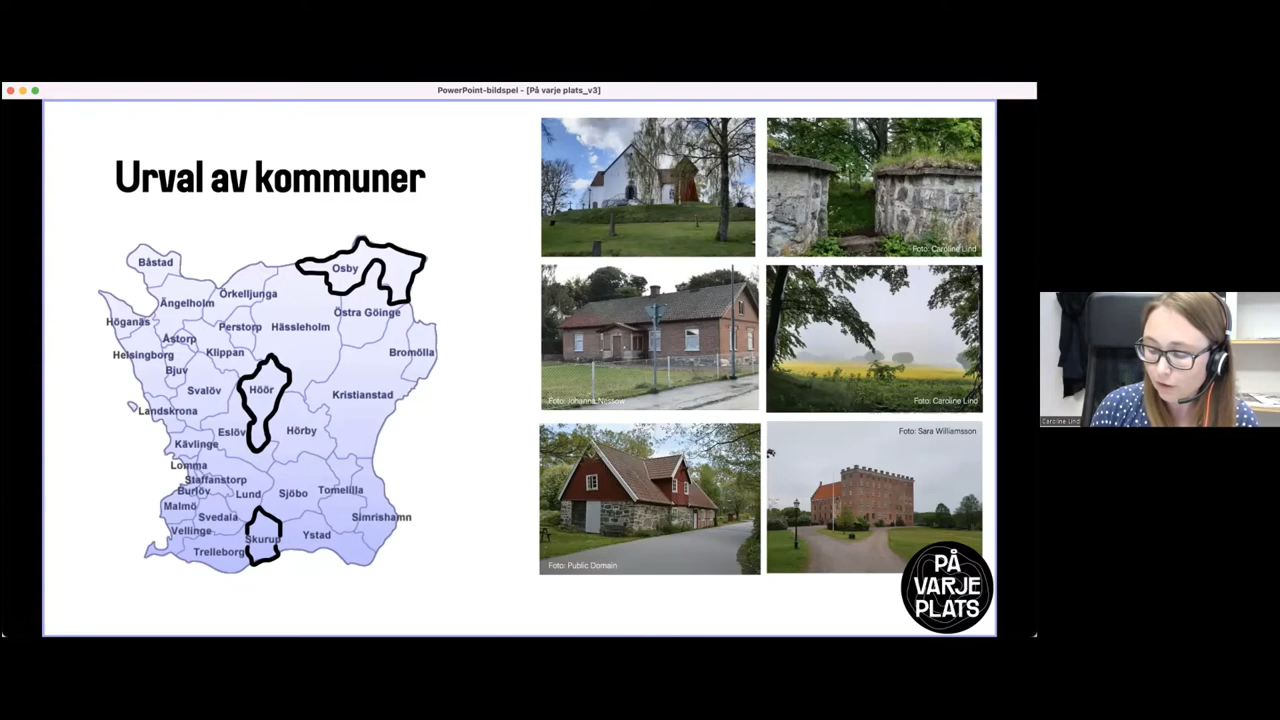 PowerPoint-bildspel - [På varje plats_v3]
Urval av kommuner
Båstad
Osby
Örkelljunga
Ängelholm
Östra Göinge
Höganäs
Perstorp
Hässleholm
Åstorp
Klippan
Bromölla
Helsingborg
Bjuv
Svalöv
Höör
Kristianstad
Landskrona
Eslöv
Hörby
Kävlinge
Lomma
Staffanstorp
Burlöv
Lund
Sjöbo
Tomelilla
Malmö
Svedala
Simrishamn
Vellinge
Skurup
Ystad
Trelleborg
Foto: Caroline Lind
Foto: Johanna Nessow
Foto: Caroline Lind
Foto: Public Domain
Foto: Sara Williamsson
PÅ
VARJE
PLATS
Caroline Lind